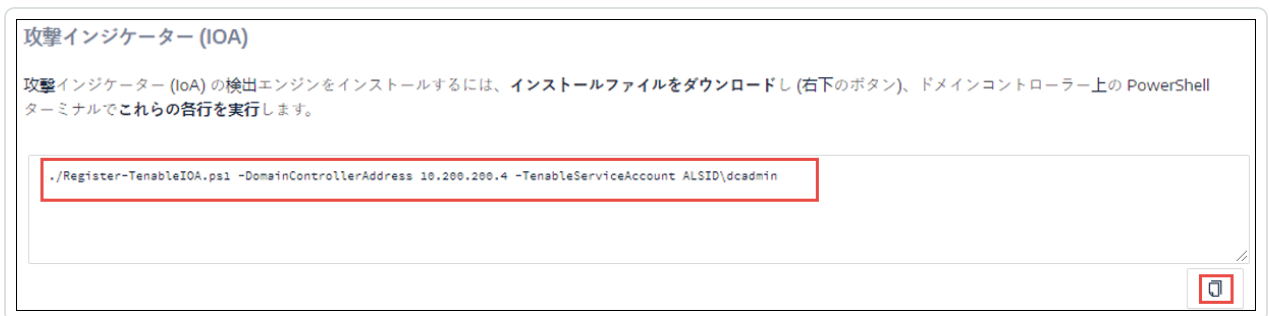 攻撃インジケーター (IOA)
攻撃インジケーター (IoA) の検出エンジンをインストールするには、インストールファイルをダウンロードし (右下のボタン)、ドメインコントローラー上の PowerShell
ターミナルでこれらの各行を実行します。
./Register-TenableIOA.ps1 -DomainControllerAddress 10.200.200.4 -TenableServiceAccount ALSID\dcadmin